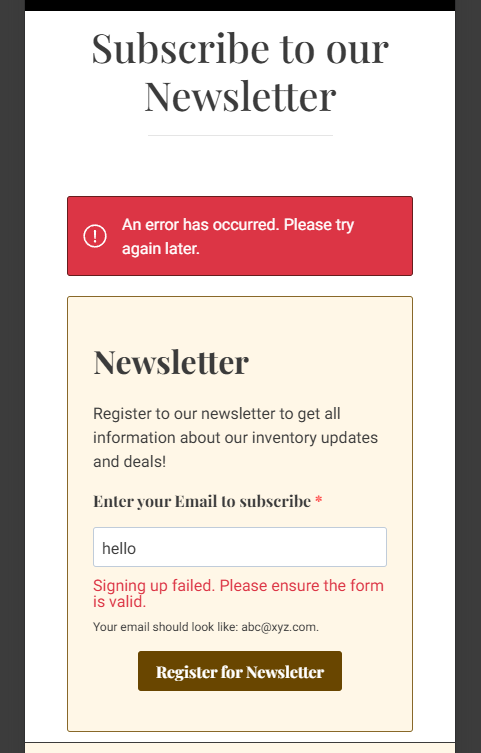 Subscribe to our
Newsletter
An error has occurred. Please try
again later.
Newsletter
Register to our newsletter to get all
information about our inventory updates
and deals!
Enter your Email to subscribe *
hello
Signing up failed. Please ensure the form
is valid.
Your email should look like: abc@xyz.com.
Register for Newsletter